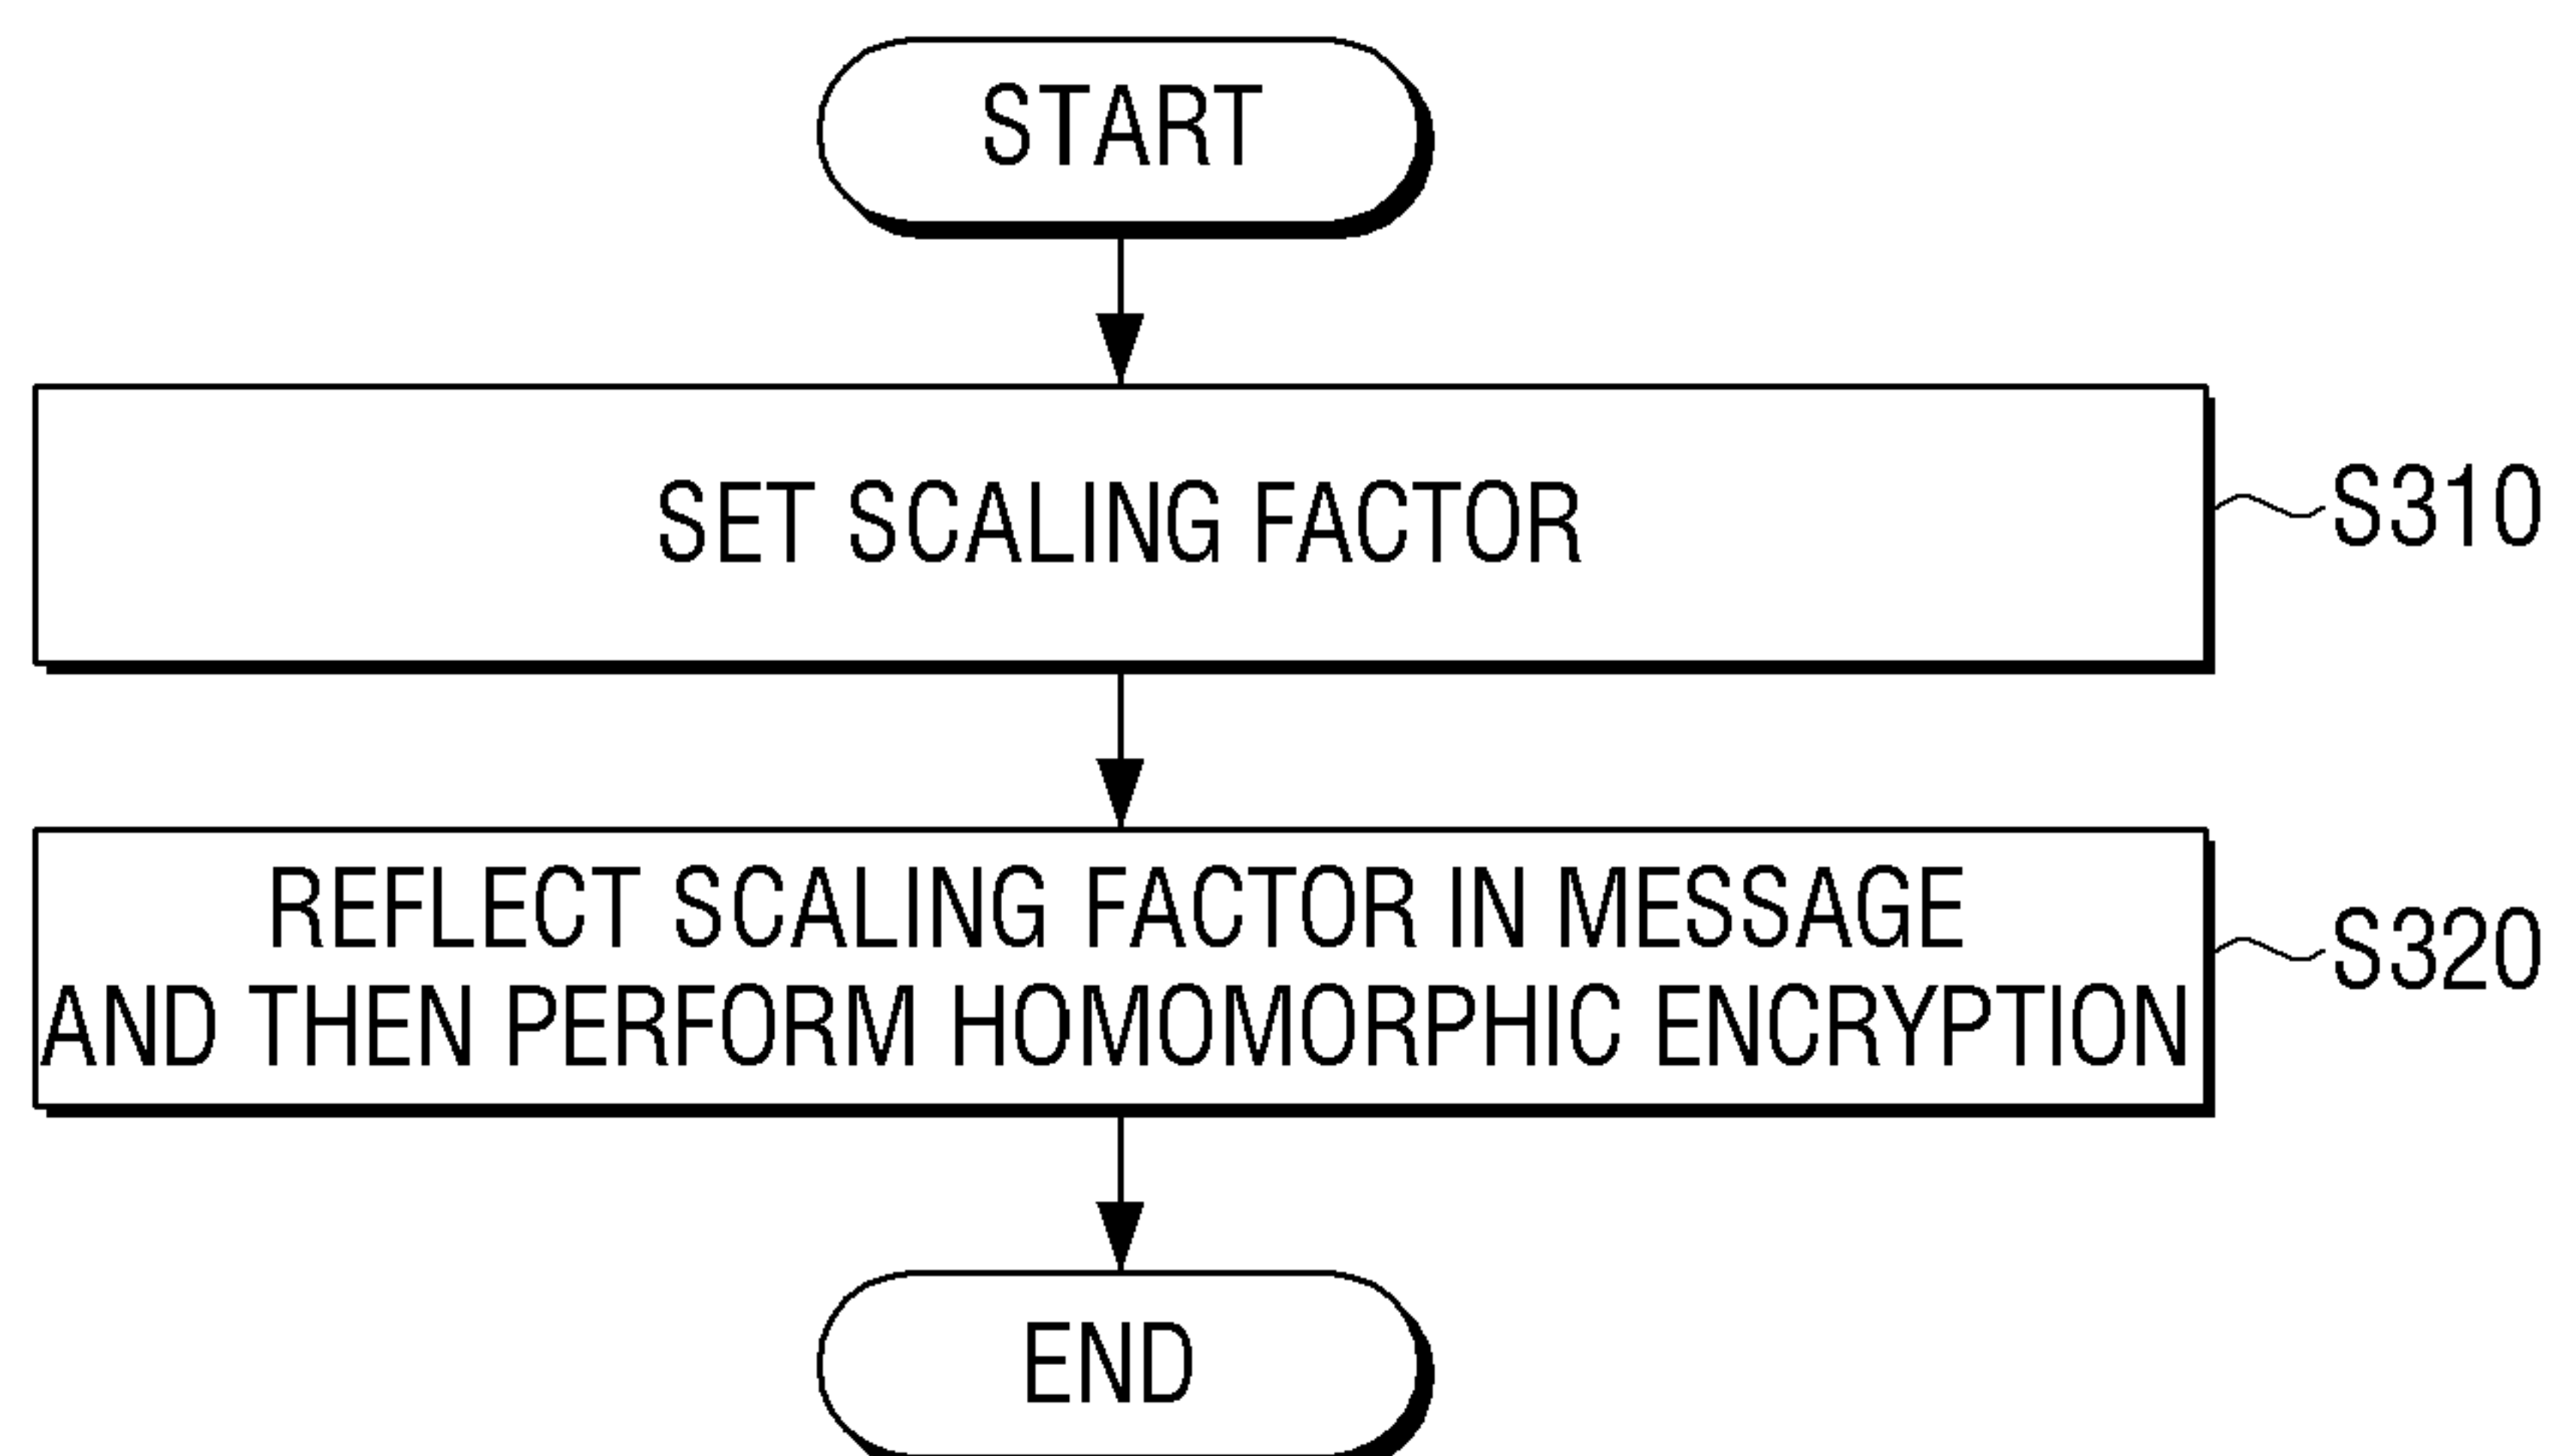 START
SET SCALING FACTOR
S310
REFLECT SCALING FACTOR IN MESSAGE
AND THEN PERFORM HOMOMORPHIC ENCRYPTION
S320
END